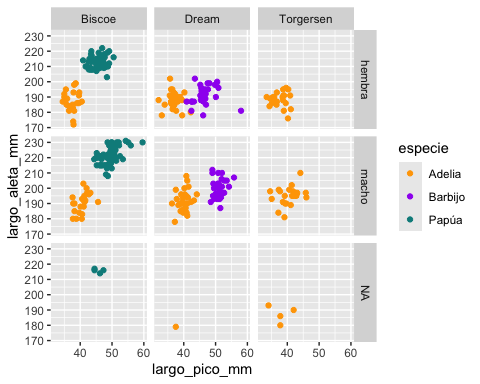 Biscoe Dream Torgersen
230
220
210
200
190
180
170
hembra
230
220
210
200
190
180
170
macho
230
220
210
200
190
180
170
NA
40 50 60 40 50 60 40 50 60
largo_pico_mm
largo_aleta_mm
especie
Adelia
Barbijo
Papúa